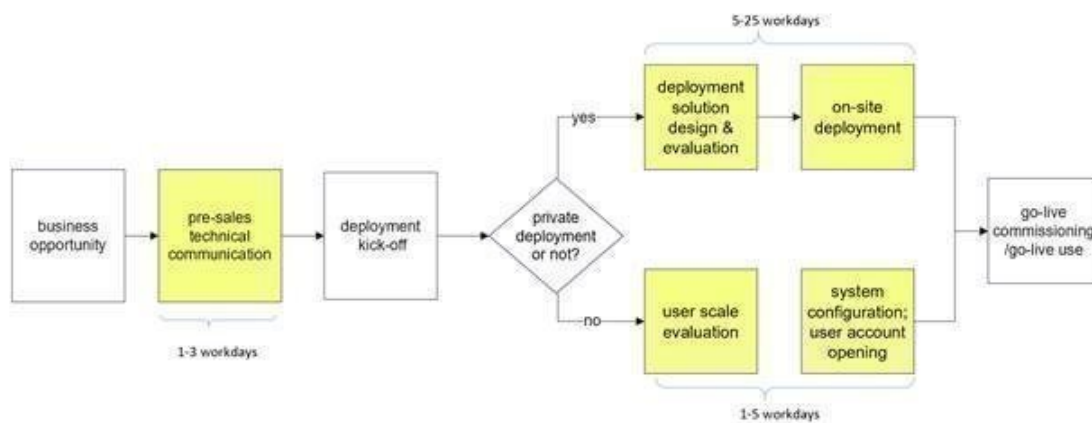 5-25 workdays
deployment
solution
design &
evaluation
on-site
deployment
yes
business
opportunity
pre-sales
technical
communication
deployment
kick-off
private
deployment
or not?
go-live
commissioning
/go-live use
no
user scale
evaluation
system
configuration;
user account
opening
1-3 workdays
1-5 workdays